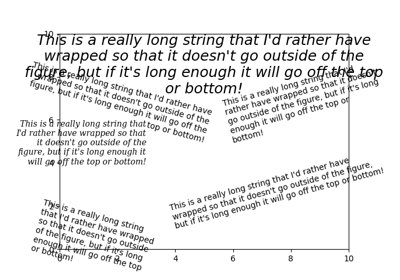 This is a really long string that I'd rather have
wrapped so that it doesn't go outside of the
figure, but if it's long enough it will go off the top
or bottom!
This is a really long string that I'd rather have
wrapped so that it doesn't go outside of the
figure, but if it's long enough it will go off the
top or bottom!
This is a really long string that I'd
rather have wrapped so that it doesn't
go outside of the figure, but if it's long
enough it will go off the top or
bottom!
This is a really long string that
I'd rather have wrapped so that
it doesn't go outside of the
figure, but if it's long enough it
will go off the top or bottom!
This is a really long string that I'd rather have
wrapped so that it doesn't go outside of the figure,
but if it's long enough it will go off the top or bottom!
This is a really long string
that I'd rather have wrapped
so that it doesn't go outside
of the figure, but if it's long
enough it will go off the top
or bottom!
10
8
6
4
2
0
0 2 4 6 8 10